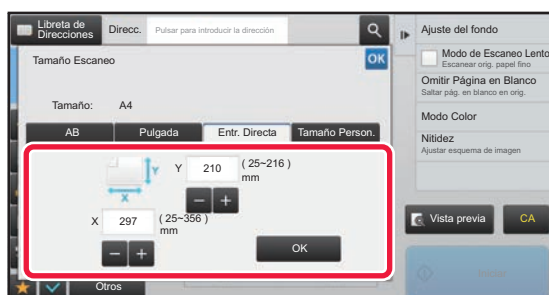 Libreta de
Direcciones
Direcc.
Pulsar para introducir la dirección
Tamaño Escaneo
OK
Tamaño:
A4
AB
Pulgada
Entr. Directa
Tamaño Person.
Y
X
Y
210
( 25~216 )
mm
X
297
( 25~356 )
mm
OK
Otros
Ajuste del fondo
Modo de Escaneo Lento
Escanear orig. papel fino
Omitir Página en Blanco
Saltar pág. en blanco en orig.
Modo Color
Nitidez
Ajustar esquema de imagen
Vista previa
CA
Iniciar